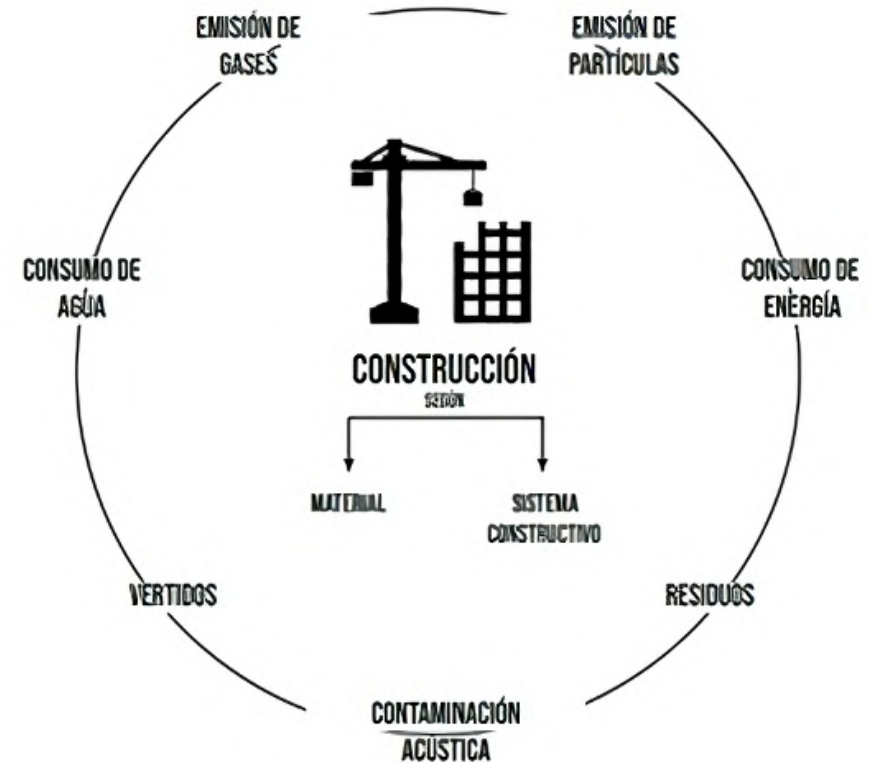 EMISIÓN DE
GASES
EMISIÓN DE
PARTÍCULAS
CONSUMO DE
AGUA
CONSUMO DE
ENERGÍA
CONSTRUCCIÓN
SEGÚN
MATERIAL
SISTEMA
CONSTRUCTIVO
VERTIDOS
RESIDUOS
CONTAMINACIÓN
ACÚSTICA